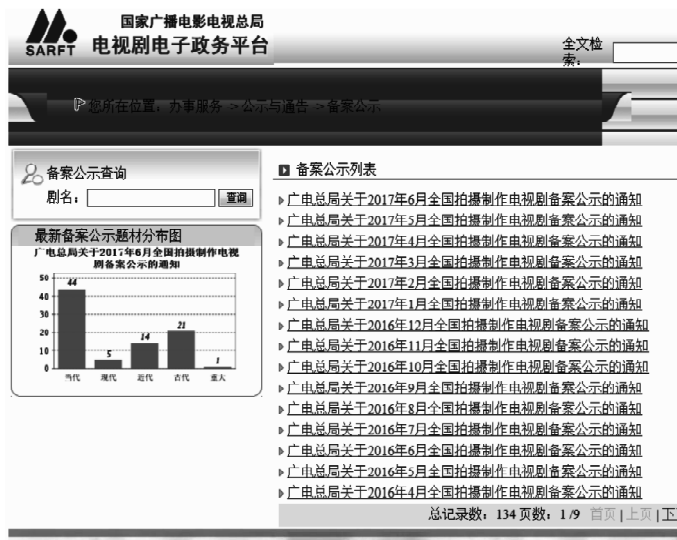 国家广播电影电视总局
SARFT 电视剧电子政务平台
全文检
索：
您所在位置：办事服务 -> 公示与通告 -> 备案公示
备案公示查询
剧名：
查询
最新备案公示题材分布图
广电总局关于2017年6月全国拍摄制作电视
剧备案公示的通知
50
40
30
20
10
0
44
5
14
21
1
当代 现代 近代 古代 重大
备案公示列表
广电总局关于2017年6月全国拍摄制作电视剧备案公示的通知
广电总局关于2017年5月全国拍摄制作电视剧备案公示的通知
广电总局关于2017年4月全国拍摄制作电视剧备案公示的通知
广电总局关于2017年3月全国拍摄制作电视剧备案公示的通知
广电总局关于2017年2月全国拍摄制作电视剧备案公示的通知
广电总局关于2017年1月全国拍摄制作电视剧备案公示的通知
广电总局关于2016年12月全国拍摄制作电视剧备案公示的通知
广电总局关于2016年11月全国拍摄制作电视剧备案公示的通知
广电总局关于2016年10月全国拍摄制作电视剧备案公示的通知
广电总局关于2016年9月全国拍摄制作电视剧备案公示的通知
广电总局关于2016年8月全国拍摄制作电视剧备案公示的通知
广电总局关于2016年7月全国拍摄制作电视剧备案公示的通知
广电总局关于2016年6月全国拍摄制作电视剧备案公示的通知
广电总局关于2016年5月全国拍摄制作电视剧备案公示的通知
广电总局关于2016年4月全国拍摄制作电视剧备案公示的通知
总记录数：134 页数：1 /9 首页 | 上页 | 下